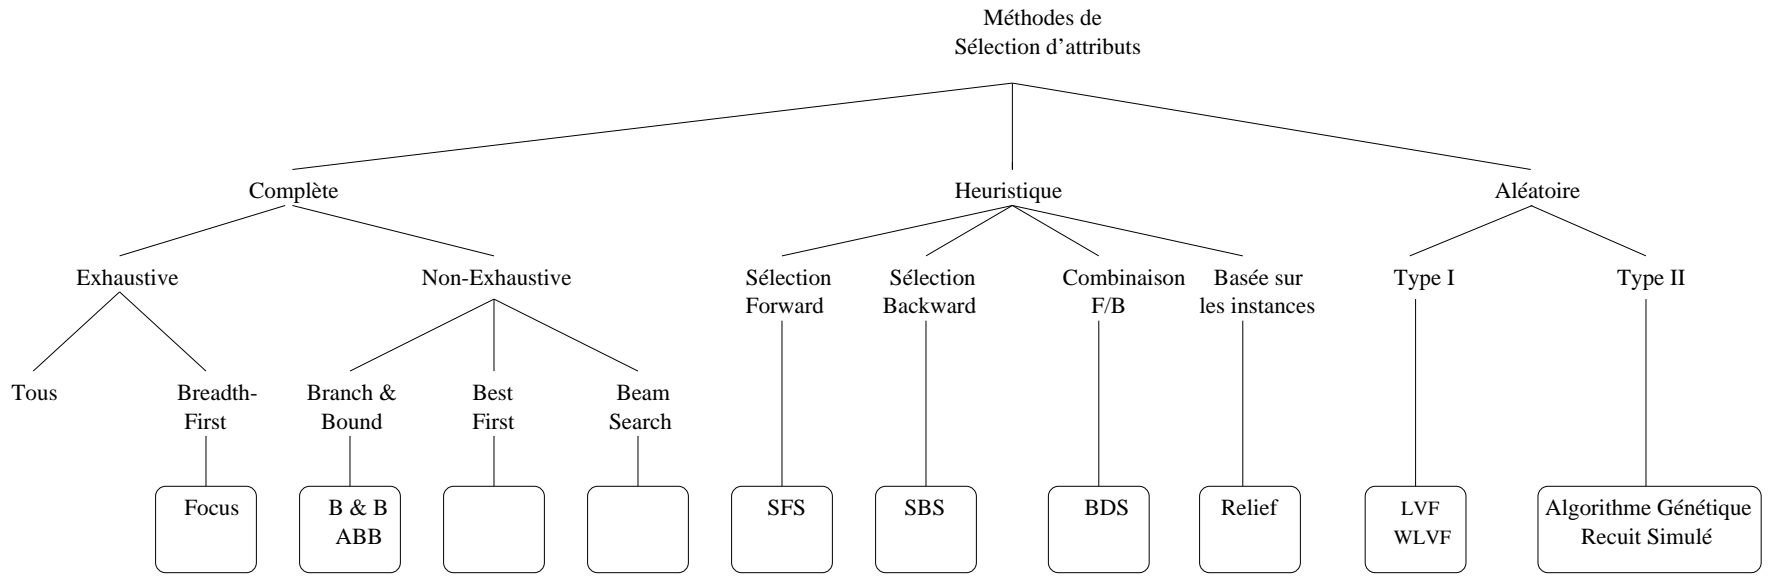 Méthodes de
Sélection d'attributs
Complète
Heuristique
Aléatoire
Exhaustive
Non-Exhaustive
Sélection
Forward
Sélection
Backward
Combinaison
F/B
Basée sur
les instances
Type I
Type II
Tous
Breadth-
First
Branch &
Bound
Best
First
Beam
Search
Focus
B & B
ABB
SFS
SBS
BDS
Relief
LVF
WLVF
Algorithme Génétique
Recuit Simulé